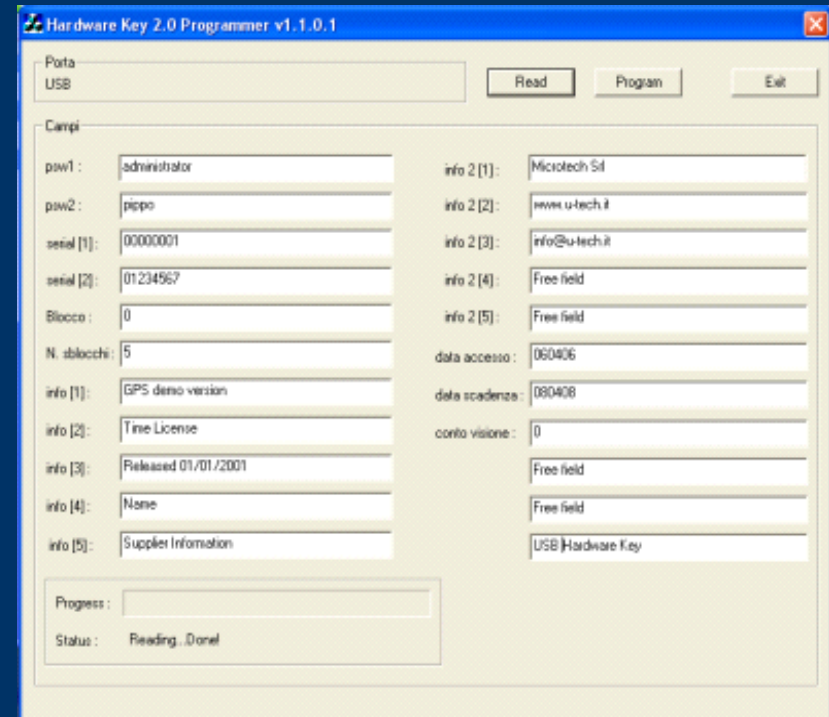 Hardware Key 2.0 Programmer v1.1.0.1
Porta
USB
Read
Program
Exit
Campi
psw1 : administrator
psw2 : pippo
serial [1] : 00000001
serial [2] : 01234567
Blocco : 0
N. sblocchi : 5
info [1] : GPS demo version
info [2] : Time License
info [3] : Released 01/01/2001
info [4] : Name
info [5] : Supplier Information
info 2 [1] : Microtech Srl
info 2 [2] : www.u-tech.it
info 2 [3] : info@u-tech.it
info 2 [4] : Free field
info 2 [5] : Free field
data accesso : 060406
data scadenza : 080408
conto visione : 0
Free field
Free field
USB Hardware Key
Progress :
Status : Reading...Done!